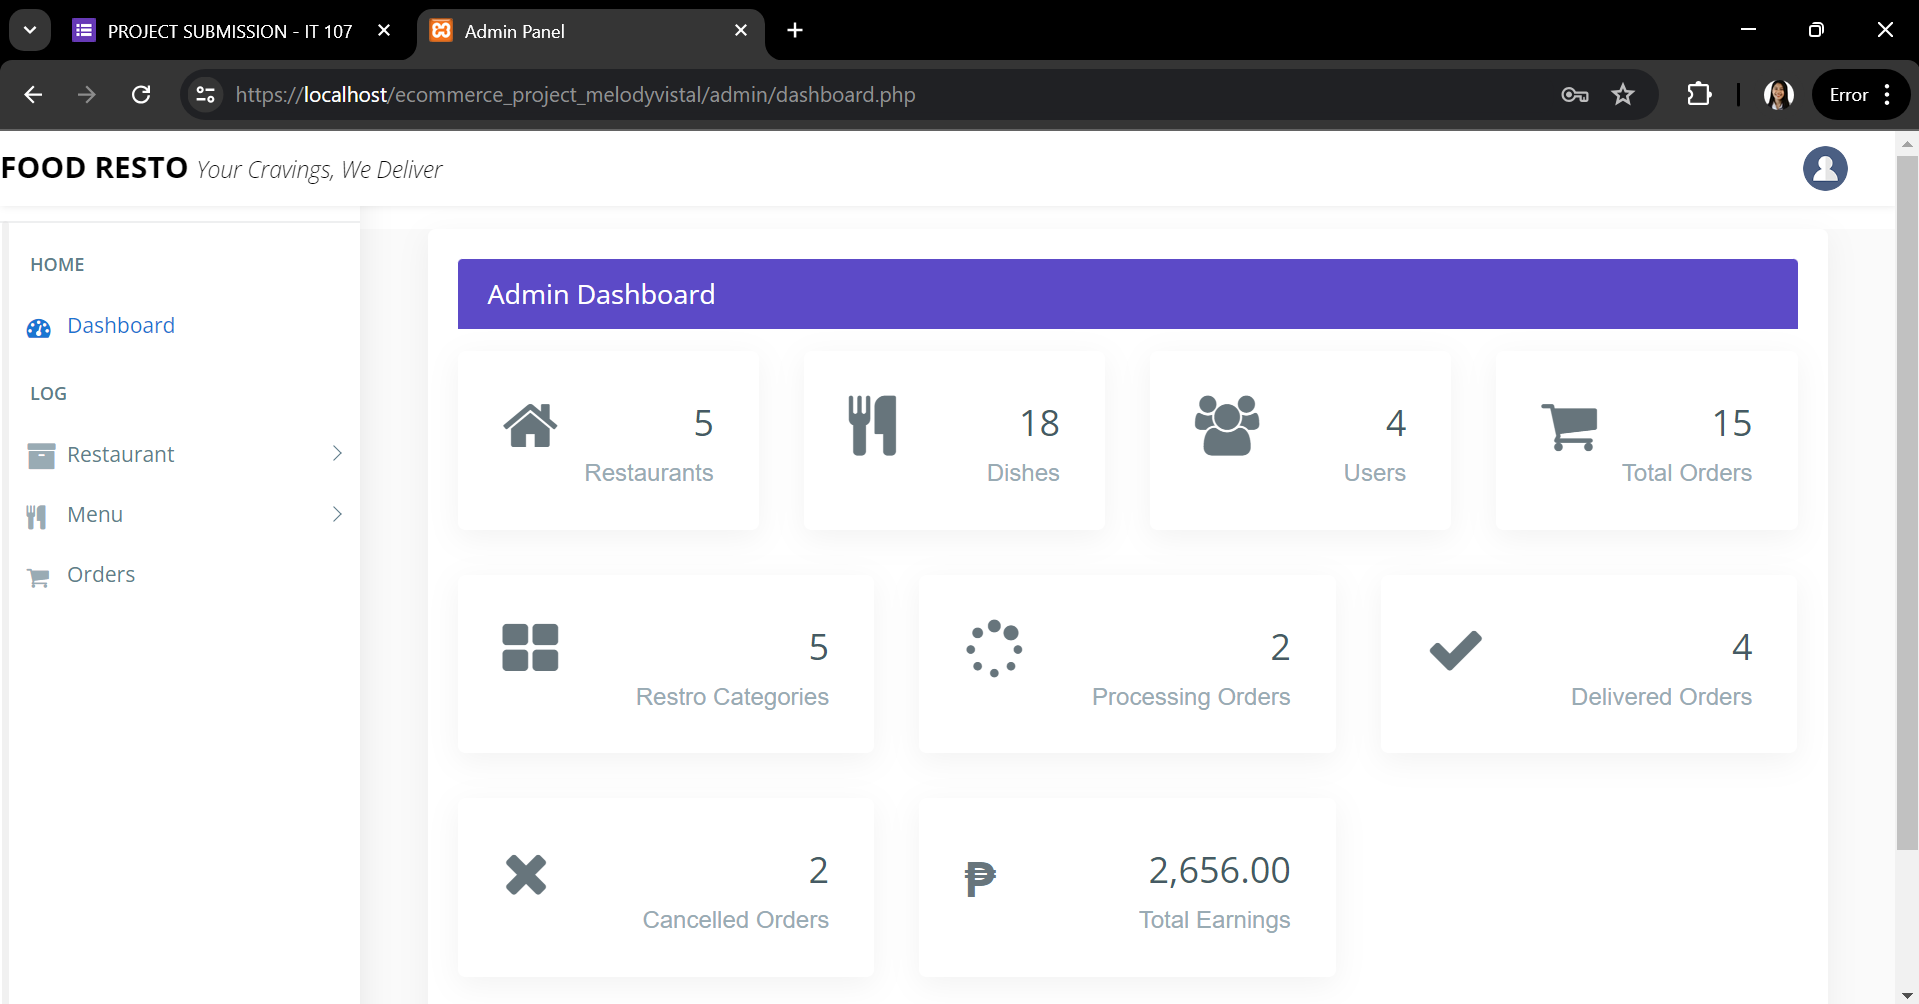 PROJECT SUBMISSION - IT 107
Admin Panel
https://localhost/ecommerce_project_melodyvistal/admin/dashboard.php
Error
FOOD RESTO Your Cravings, We Deliver
HOME
Dashboard
LOG
Restaurant
Menu
Orders
Admin Dashboard
5
Restaurants
18
Dishes
4
Users
15
Total Orders
5
Restro Categories
2
Processing Orders
4
Delivered Orders
2
Cancelled Orders
₱ 2,656.00
Total Earnings